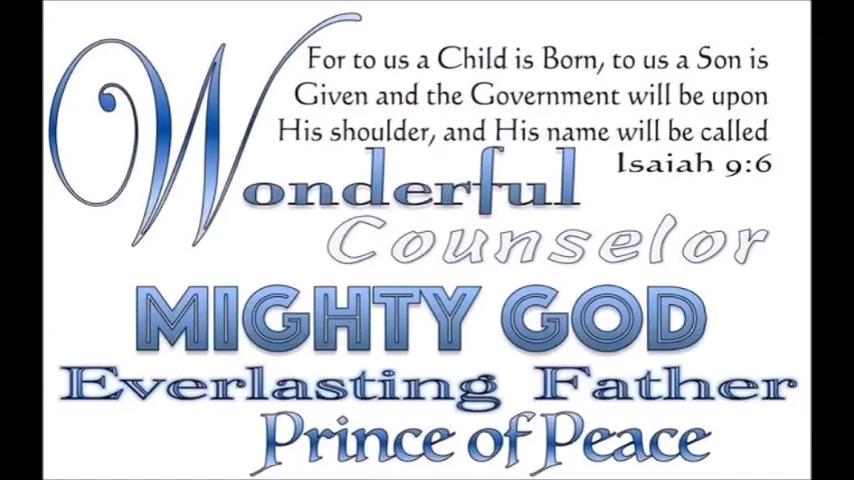 For to us a Child is Born, to us a Son is
Given and the Government will be upon
His shoulder, and His name will be called
Isaiah 9:6
Wonderful
Counselor
MIGHTY GOD
Everlasting Father
Prince of Peace